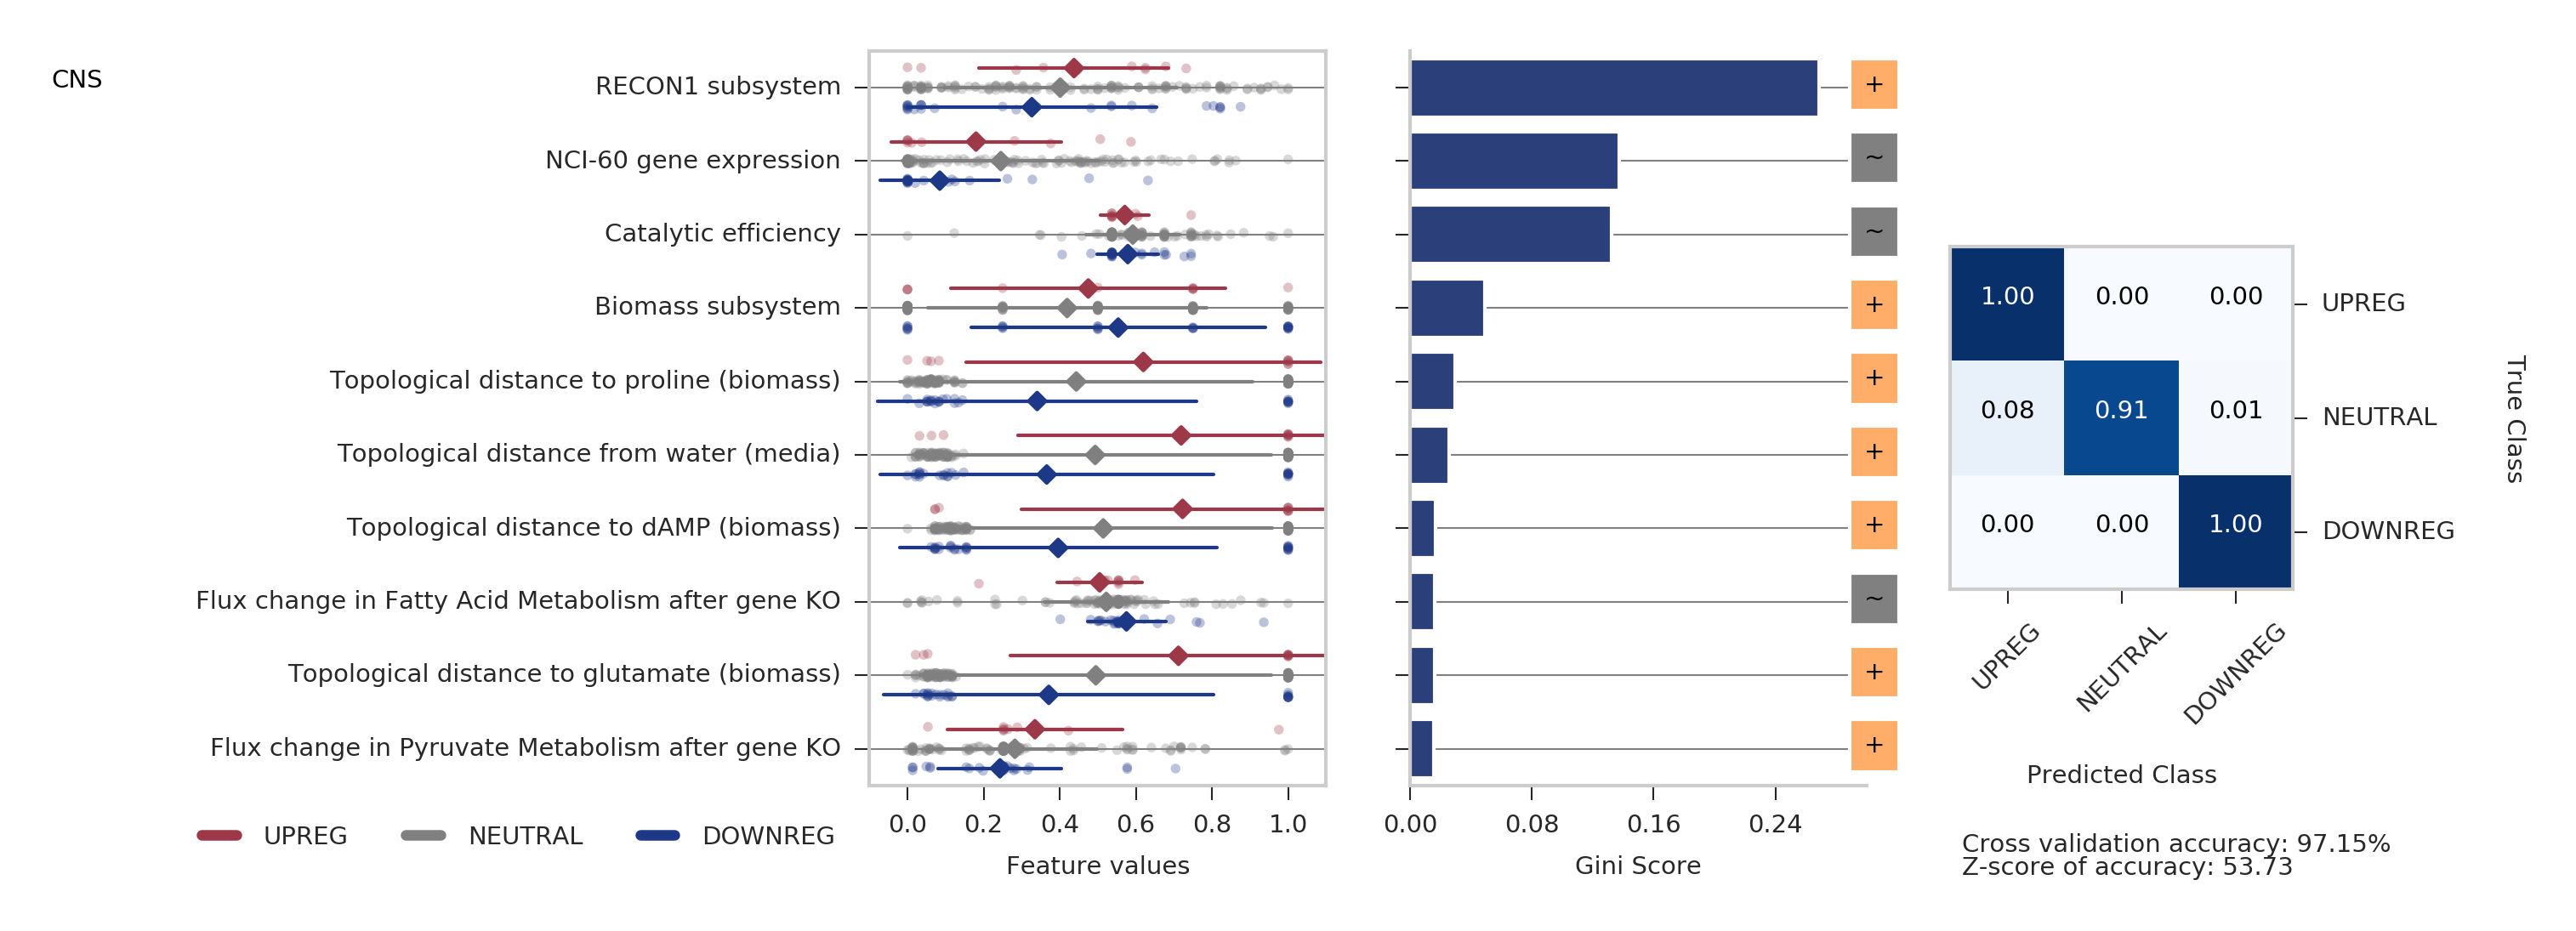 CNS
RECON1 subsystem
NCI-60 gene expression
Catalytic efficiency
Biomass subsystem
Topological distance to proline (biomass)
Topological distance from water (media)
Topological distance to dAMP (biomass)
Flux change in Fatty Acid Metabolism after gene KO
Topological distance to glutamate (biomass)
Flux change in Pyruvate Metabolism after gene KO
UPREG NEUTRAL DOWNREG
0.0 0.2 0.4 0.6 0.8 1.0
Feature values
+
~
~
+
+
+
+
~
+
+
0.00 0.08 0.16 0.24
Gini Score
1.00 0.00 0.00 UPREG
0.08 0.91 0.01 NEUTRAL
0.00 0.00 1.00 DOWNREG
True Class
UPREG NEUTRAL DOWNREG
Predicted Class
Cross validation accuracy: 97.15%
Z-score of accuracy: 53.73